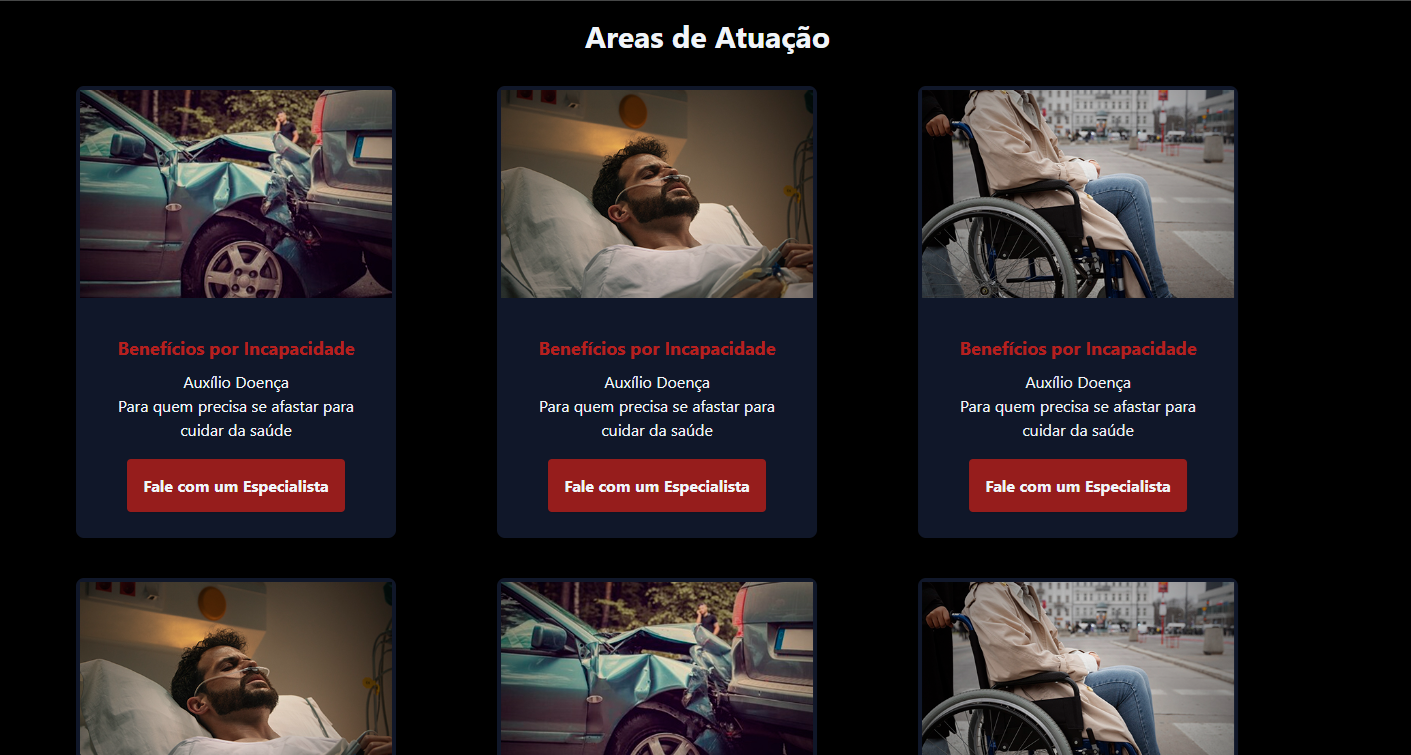 Areas de Atuação
Benefícios por Incapacidade
Auxílio Doença
Para quem precisa se afastar para
cuidar da saúde
Fale com um Especialista
Benefícios por Incapacidade
Auxílio Doença
Para quem precisa se afastar para
cuidar da saúde
Fale com um Especialista
Benefícios por Incapacidade
Auxílio Doença
Para quem precisa se afastar para
cuidar da saúde
Fale com um Especialista